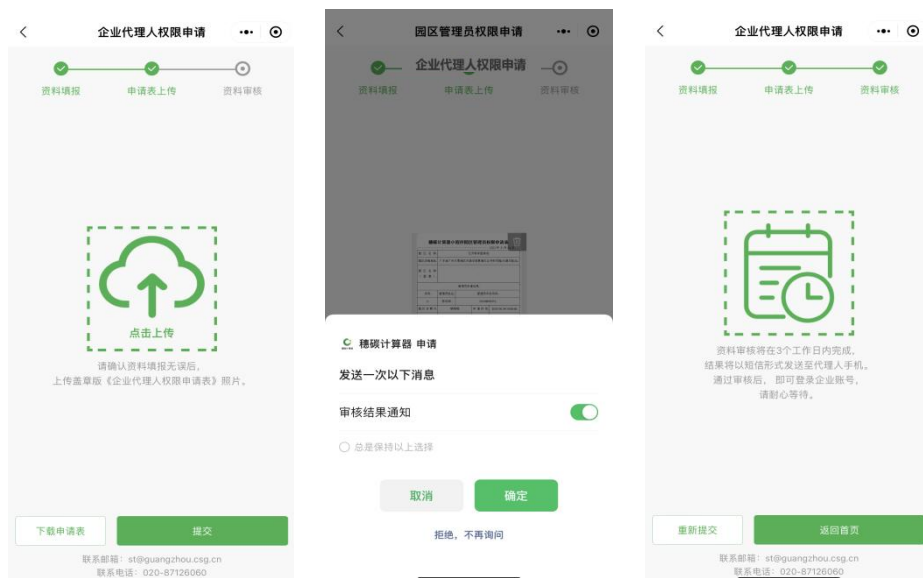 企业代理人权限申请
资料填报
申请表上传
资料审核
点击上传
请确认资料填报无误后，
上传盖章版《企业代理人权限申请表》照片。
下载申请表
提交
联系邮箱：st@guangzhou.csg.cn
联系电话：020-87126060
园区管理员权限申请
企业代理人权限申请
资料填报
申请表上传
资料审核
穗碳计算器 申请
发送一次以下消息
审核结果通知
总是保持以上选择
取消
确定
拒绝，不再询问
企业代理人权限申请
资料填报
申请表上传
资料审核
资料审核将在3个工作日内完成，
结果将以短信形式发送至代理人手机。
通过审核后， 即可登录企业账号，
请耐心等待。
重新提交
返回首页
联系邮箱：st@guangzhou.csg.cn
联系电话：020-87126060